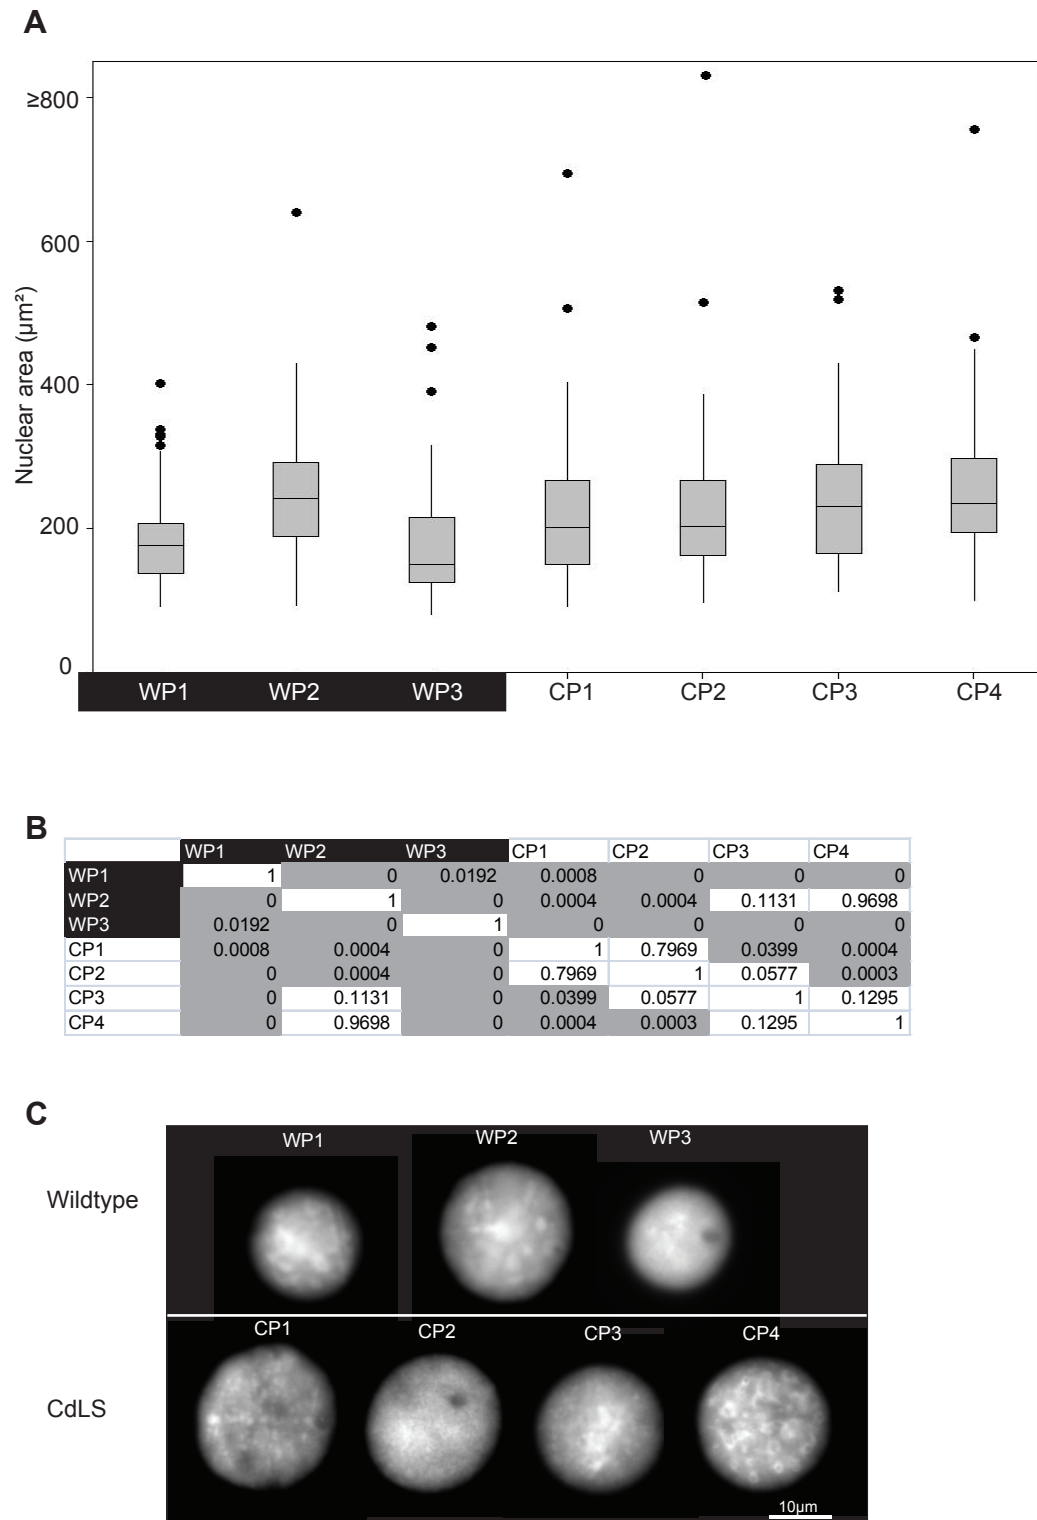 A
≥800
600
400
200
0
Nuclear area (µm²)
WP1 WP2 WP3 CP1 CP2 CP3 CP4
B
WP1 WP2 WP3 CP1 CP2 CP3 CP4
WP1 1 0 0.0192 0.0008 0 0 0
WP2 0 1 0 0.0004 0.0004 0.1131 0.9698
WP3 0.0192 0 1 0 0 0 0
CP1 0.0008 0.0004 0 1 0.7969 0.0399 0.0004
CP2 0 0.0004 0 0.7969 1 0.0577 0.0003
CP3 0 0.1131 0 0.0399 0.0577 1 0.1295
CP4 0 0.9698 0 0.0004 0.0003 0.1295 1
C
WP1 WP2 WP3
Wildtype
CP1 CP2 CP3 CP4
CdLS
10µm